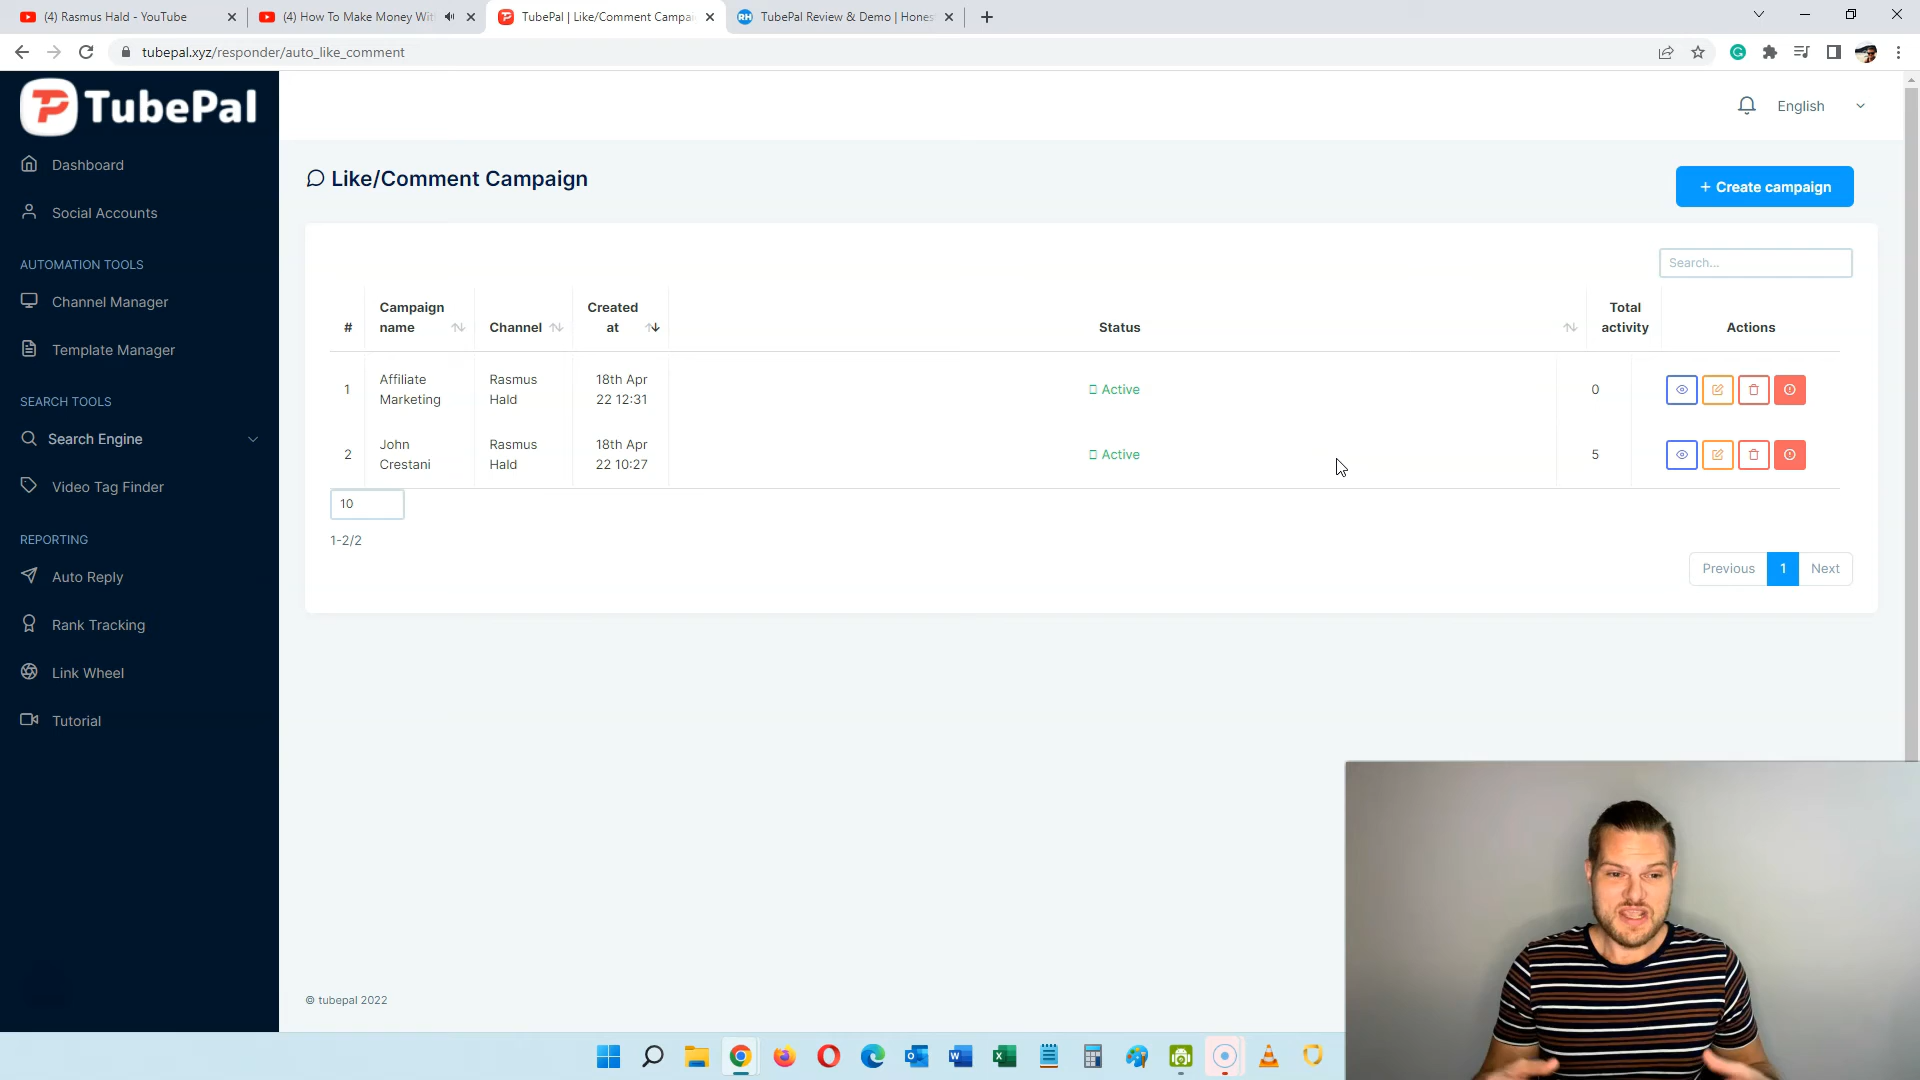 (4) Rasmus Hald - YouTube
(4) How To Make Money Wit
TubePal | Like/Comment Campai
TubePal Review & Demo | Hones
tubepal.xyz/responder/auto_like_comment
TubePal
English
Dashboard
Social Accounts
AUTOMATION TOOLS
Channel Manager
Template Manager
SEARCH TOOLS
Search Engine
Video Tag Finder
REPORTING
Auto Reply
Rank Tracking
Link Wheel
Tutorial
Like/Comment Campaign
+ Create campaign
Search...
# Campaign name Channel Created at Status Total activity Actions
1 Affiliate Marketing Rasmus Hald 18th Apr 22 12:31 Active 0
2 John Crestani Rasmus Hald 18th Apr 22 10:27 Active 5
10
1-2/2
Previous 1 Next
© tubepal 2022